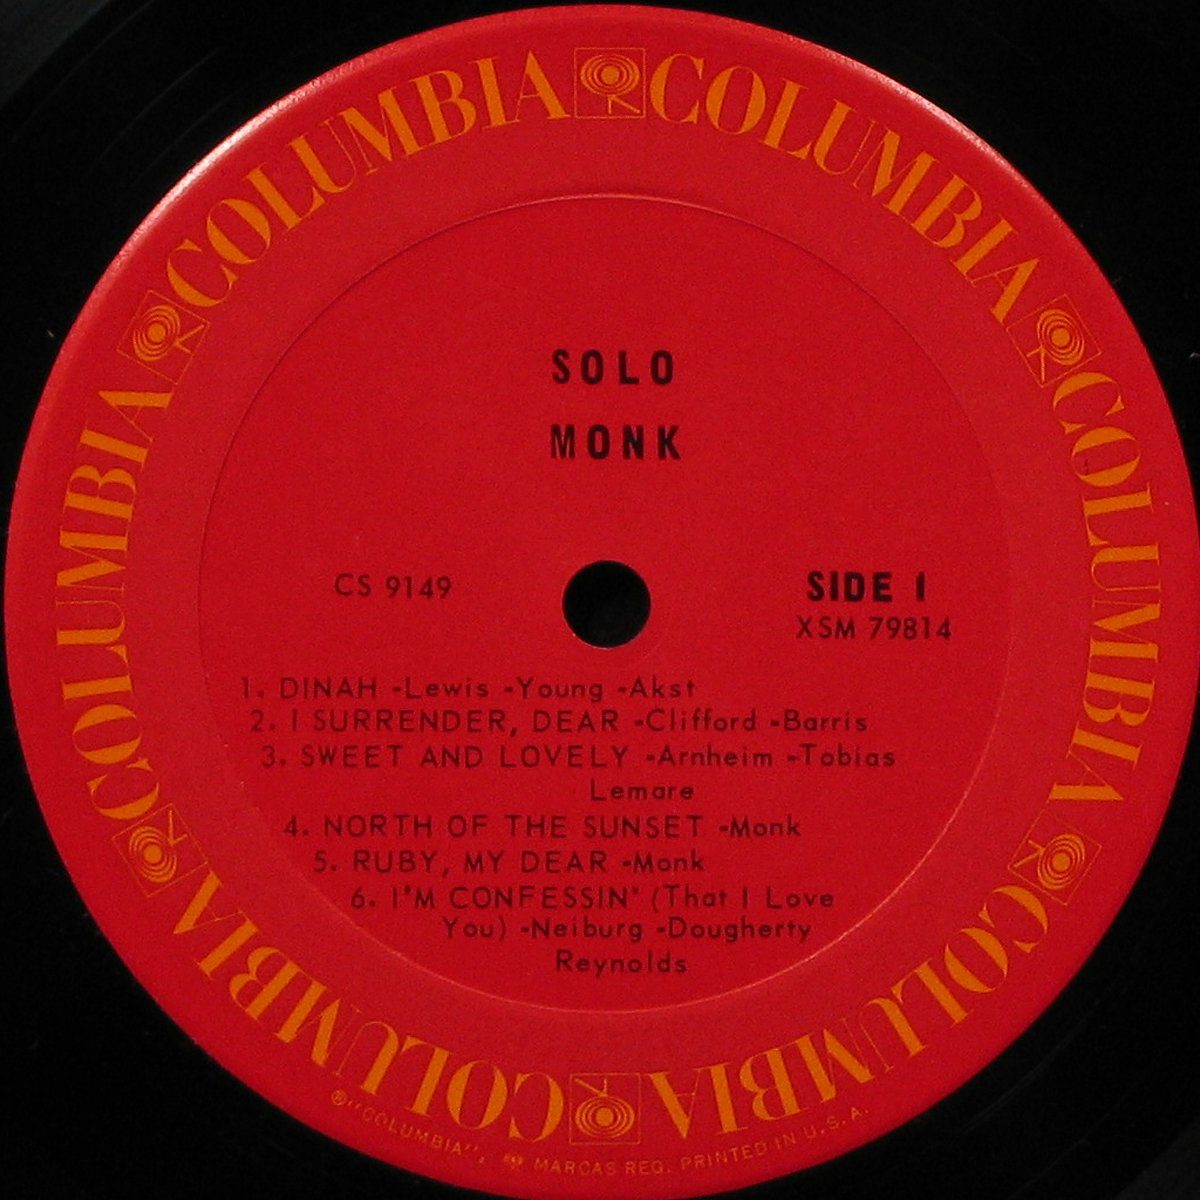 COLUMBIA COLUMBIA COLUMBIA COLUMBIA COLUMBIA COLUMBIA
SOLO
MONK
CS 9149
SIDE 1
XSM 79814
1. DINAH -Lewis -Young -Akst
2. I SURRENDER, DEAR -Clifford -Barris
3. SWEET AND LOVELY -Arnheim -Tobias
Lemare
4. NORTH OF THE SUNSET -Monk
5. RUBY, MY DEAR -Monk
6. I'M CONFESSIN' (That I Love
You) -Neiburg -Dougherty
Reynolds
® "COLUMBIA", MARCAS REG. PRINTED IN U.S.A.